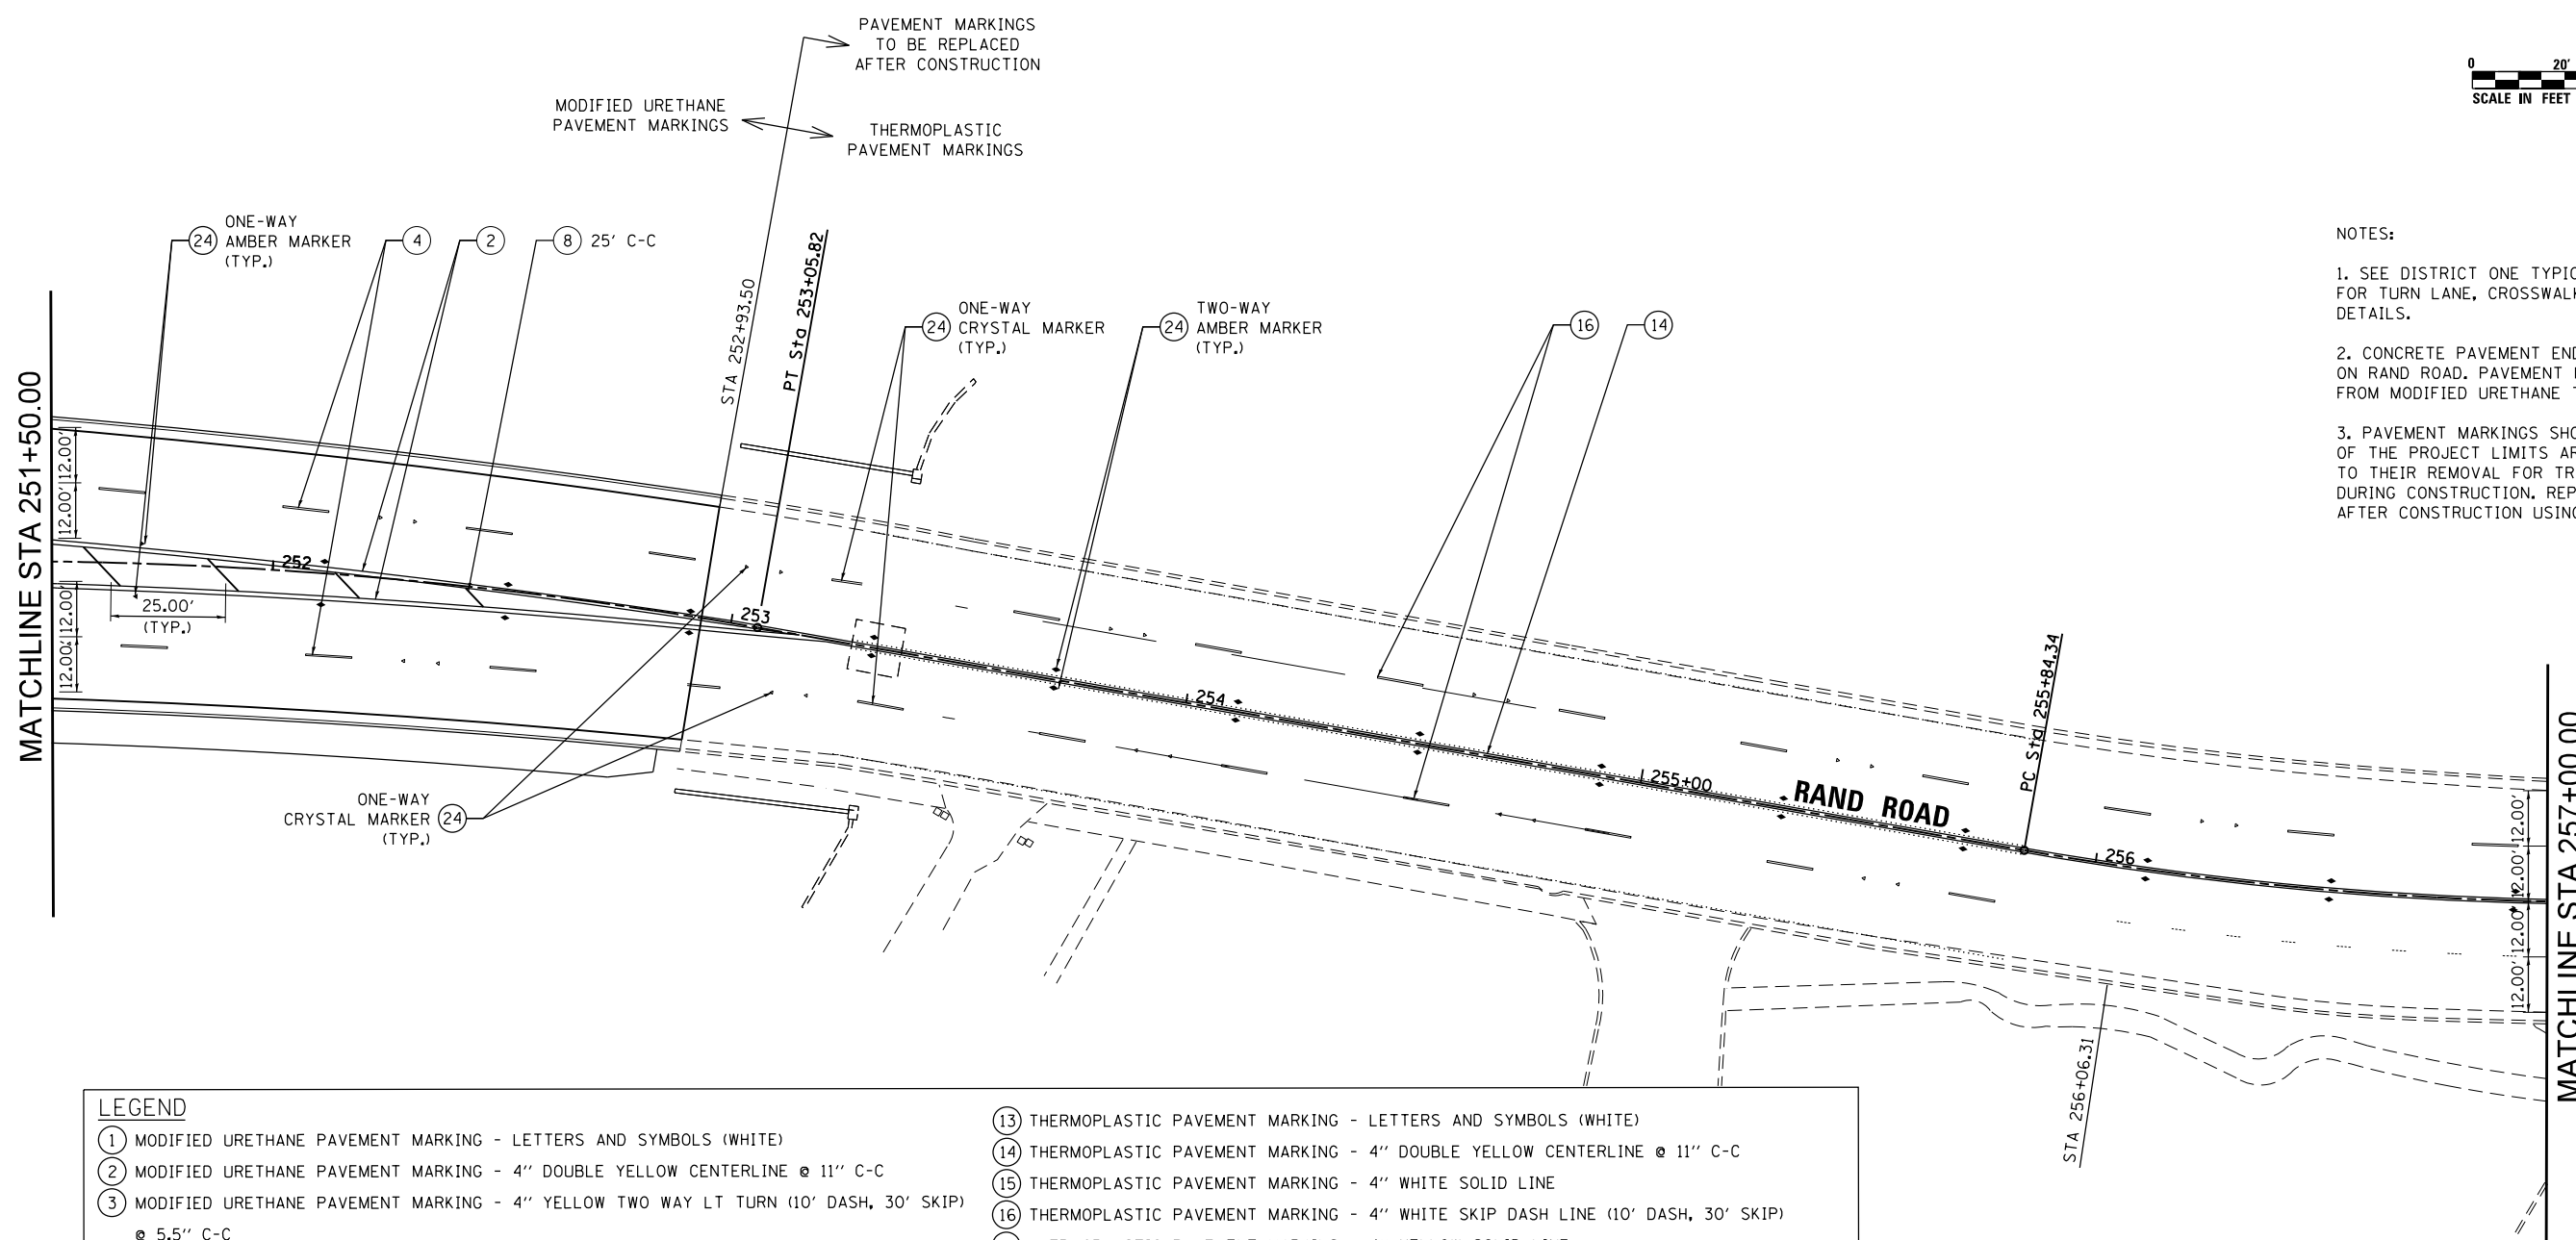 PAVEMENT MARKINGS
TO BE REPLACED
AFTER CONSTRUCTION
MODIFIED URETHANE
PAVEMENT MARKINGS
THERMOPLASTIC
PAVEMENT MARKINGS
0 20'
SCALE IN FEET
24 ONE-WAY
AMBER MARKER
(TYP.)
4
2
8 25' C-C
STA 252+93.50
PT Sta 253+05.82
24 ONE-WAY
CRYSTAL MARKER
(TYP.)
24 TWO-WAY
AMBER MARKER
(TYP.)
16
14
NOTES:
1. SEE DISTRICT ONE
FOR TURN LANE,
DETAILS.
2. CONCRETE PAVEMENT
ON RAND ROAD. PAVEMENT
FROM MODIFIED URETHANE
3. PAVEMENT MARKINGS
OF THE PROJECT LIMITS
TO THEIR REMOVAL FOR
DURING CONSTRUCTION.
AFTER CONSTRUCTION
MATCHLINE STA 251+50.00
12.00'
12.00'
12.00'
12.00'
25.00'
(TYP.)
252
253
254
255+00
256
RAND ROAD
PC Sta 255+84.34
ONE-WAY
CRYSTAL MARKER 24
(TYP.)
12.00'
12.00'
12.00'
12.00'
MATCHLINE STA 257+00.00
STA 256+06.31
LEGEND
1 MODIFIED URETHANE PAVEMENT MARKING - LETTERS AND SYMBOLS (WHITE)
2 MODIFIED URETHANE PAVEMENT MARKING - 4'' DOUBLE YELLOW CENTERLINE @ 11'' C-C
3 MODIFIED URETHANE PAVEMENT MARKING - 4'' YELLOW TWO WAY LT TURN (10' DASH, 30' SKIP)
@ 5.5'' C-C
13 THERMOPLASTIC PAVEMENT MARKING - LETTERS AND SYMBOLS (WHITE)
14 THERMOPLASTIC PAVEMENT MARKING - 4'' DOUBLE YELLOW CENTERLINE @ 11'' C-C
15 THERMOPLASTIC PAVEMENT MARKING - 4'' WHITE SOLID LINE
16 THERMOPLASTIC PAVEMENT MARKING - 4'' WHITE SKIP DASH LINE (10' DASH, 30' SKIP)